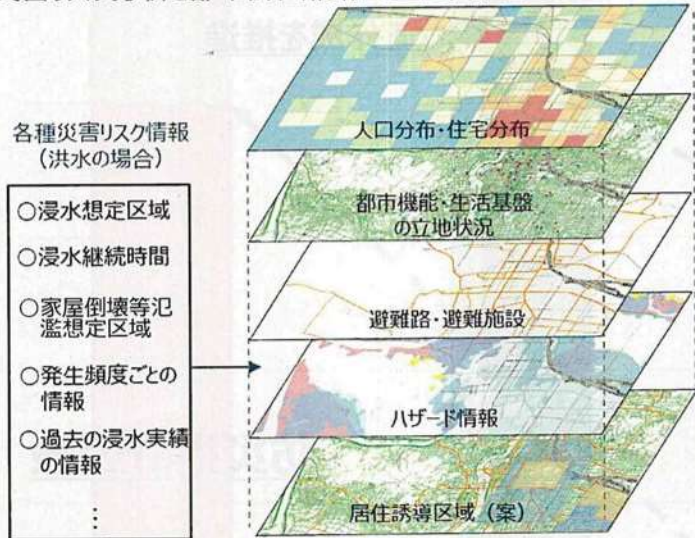 各種災害リスク情報
(洪水の場合)
○浸水想定区域
○浸水継続時間
○家屋倒壊等氾
濫想定区域
○発生頻度ごとの
情報
○過去の浸水実績
の情報
⋮
人口分布・住宅分布
都市機能・生活基盤
の立地状況
避難路・避難施設
ハザード情報
居住誘導区域（案）